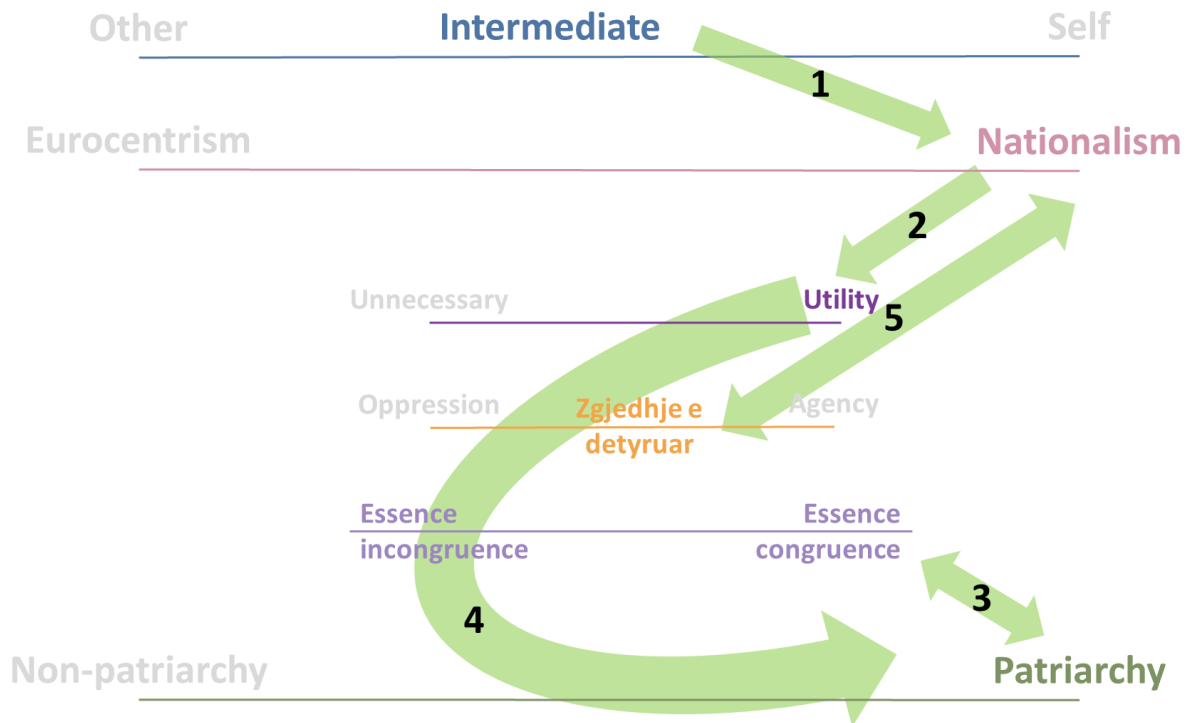 Other Intermediate Self
1
Eurocentrism Nationalism
2
Unnecessary Utility
5
Oppression Zgjedhje e Agency
detyruar
Essence Essence
incongruence congruence
3
4
Non-patriarchy Patriarchy